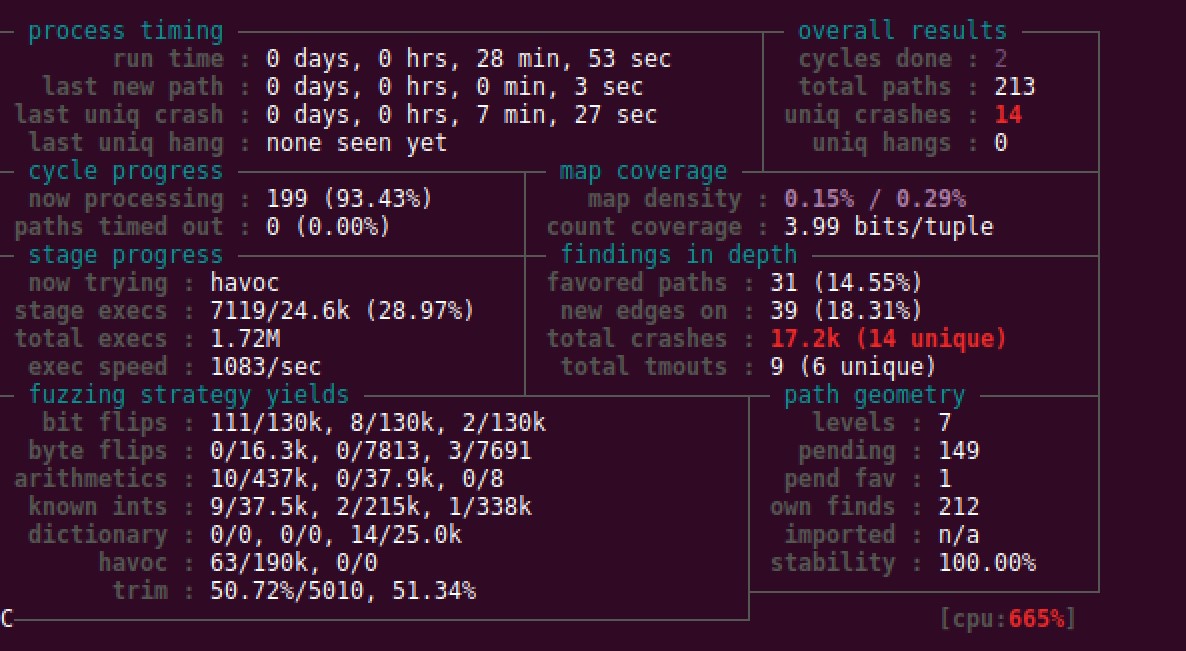 process timing overall results
run time : 0 days, 0 hrs, 28 min, 53 sec cycles done : 2
last new path : 0 days, 0 hrs, 0 min, 3 sec total paths : 213
last uniq crash : 0 days, 0 hrs, 7 min, 27 sec uniq crashes : 14
last uniq hang : none seen yet uniq hangs : 0
cycle progress map coverage
now processing : 199 (93.43%) map density : 0.15% / 0.29%
paths timed out : 0 (0.00%) count coverage : 3.99 bits/tuple
stage progress findings in depth
now trying : havoc favored paths : 31 (14.55%)
stage execs : 7119/24.6k (28.97%) new edges on : 39 (18.31%)
total execs : 1.72M total crashes : 17.2k (14 unique)
exec speed : 1083/sec total tmouts : 9 (6 unique)
fuzzing strategy yields path geometry
bit flips : 111/130k, 8/130k, 2/130k levels : 7
byte flips : 0/16.3k, 0/7813, 3/7691 pending : 149
arithmetics : 10/437k, 0/37.9k, 0/8 pend fav : 1
known ints : 9/37.5k, 2/215k, 1/338k own finds : 212
dictionary : 0/0, 0/0, 14/25.0k imported : n/a
havoc : 63/190k, 0/0 stability : 100.00%
trim : 50.72%/5010, 51.34%
C [cpu:665%]